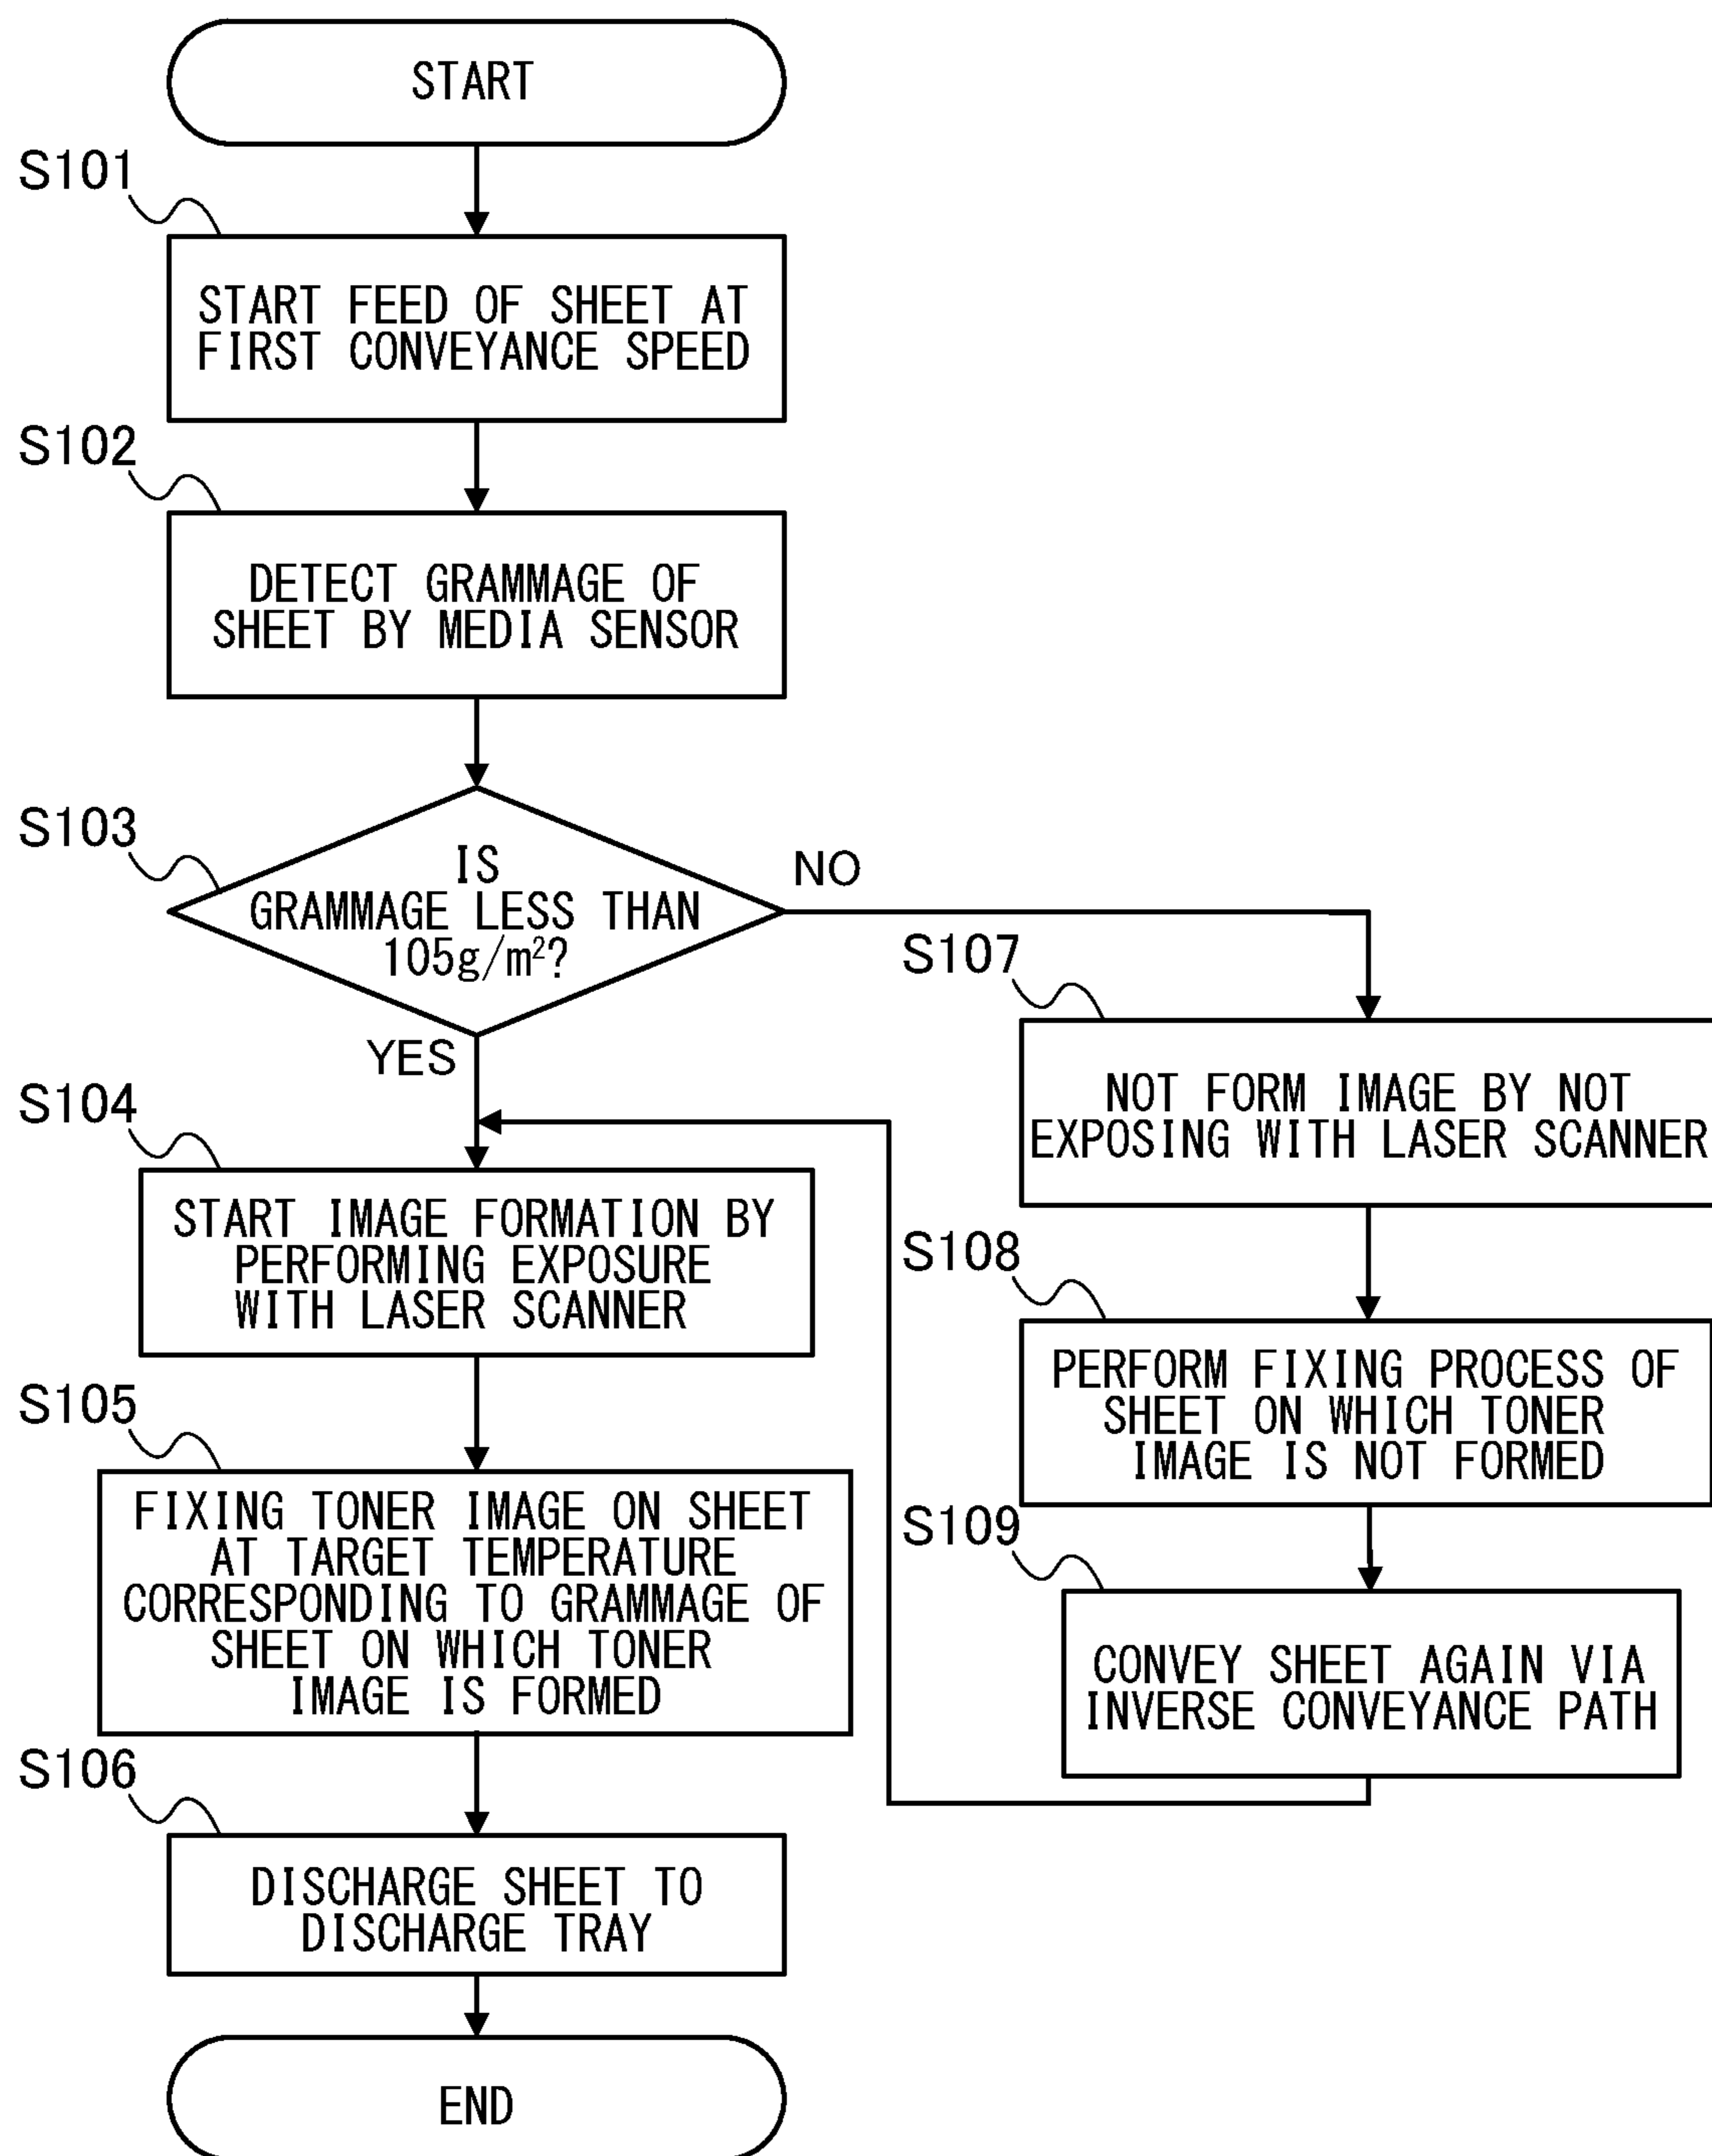 START
S101
START FEED OF SHEET AT
FIRST CONVEYANCE SPEED
S102
DETECT GRAMMAGE OF
SHEET BY MEDIA SENSOR
S103
IS
GRAMMAGE LESS THAN
105g/m²?
NO
YES
S104
START IMAGE FORMATION BY
PERFORMING EXPOSURE
WITH LASER SCANNER
S105
FIXING TONER IMAGE ON SHEET
AT TARGET TEMPERATURE
CORRESPONDING TO GRAMMAGE OF
SHEET ON WHICH TONER
IMAGE IS FORMED
S106
DISCHARGE SHEET TO
DISCHARGE TRAY
END
S107
NOT FORM IMAGE BY NOT
EXPOSING WITH LASER SCANNER
S108
PERFORM FIXING PROCESS OF
SHEET ON WHICH TONER
IMAGE IS NOT FORMED
S109
CONVEY SHEET AGAIN VIA
INVERSE CONVEYANCE PATH